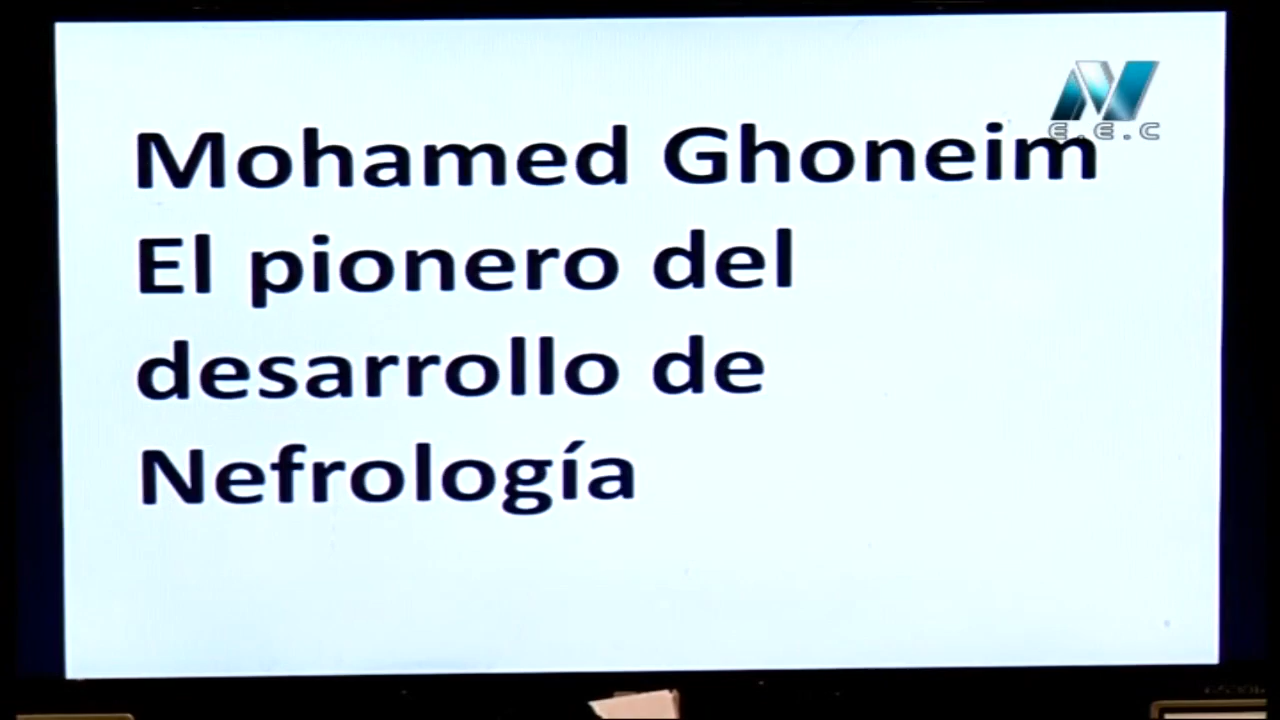 E.E.C
Mohamed Ghoneim
El pionero del
desarrollo de
Nefrología